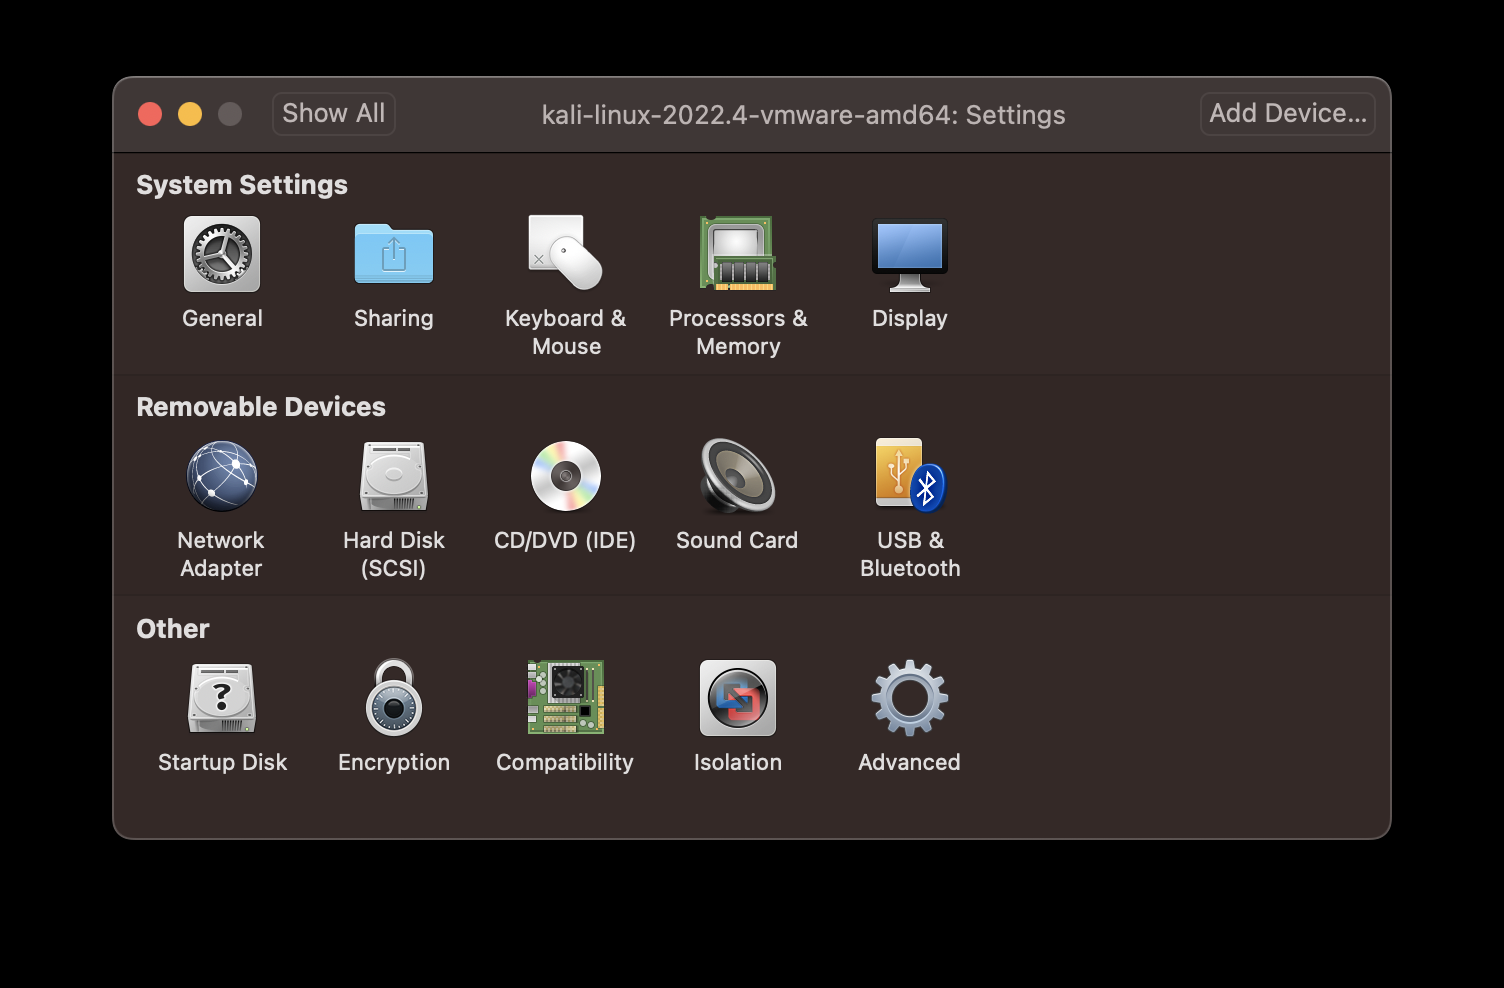 Show All
kali-linux-2022.4-vmware-amd64: Settings
Add Device...
System Settings
General
Sharing
Keyboard &
Mouse
Processors &
Memory
Display
Removable Devices
Network
Adapter
Hard Disk
(SCSI)
CD/DVD (IDE)
Sound Card
USB &
Bluetooth
Other
?
Startup Disk
Encryption
Compatibility
Isolation
Advanced